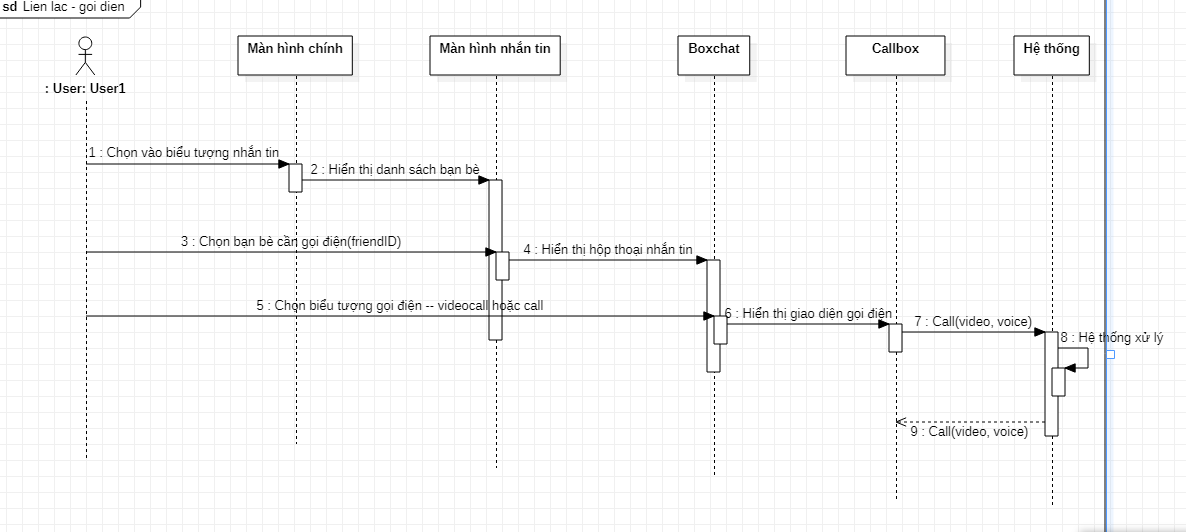 sd Lien lac - goi dien
Màn hình chính
Màn hình nhắn tin
Boxchat
Callbox
Hệ thống
: User: User1
1 : Chọn vào biểu tượng nhắn tin
2 : Hiển thị danh sách bạn bè
3 : Chọn bạn bè cần gọi điện(friendID)
4 : Hiển thị hộp thoại nhắn tin
5 : Chọn biểu tượng gọi điện -- videocall hoặc call
6 : Hiển thị giao diện gọi điện
7 : Call(video, voice)
8 : Hệ thống xử lý
9 : Call(video, voice)